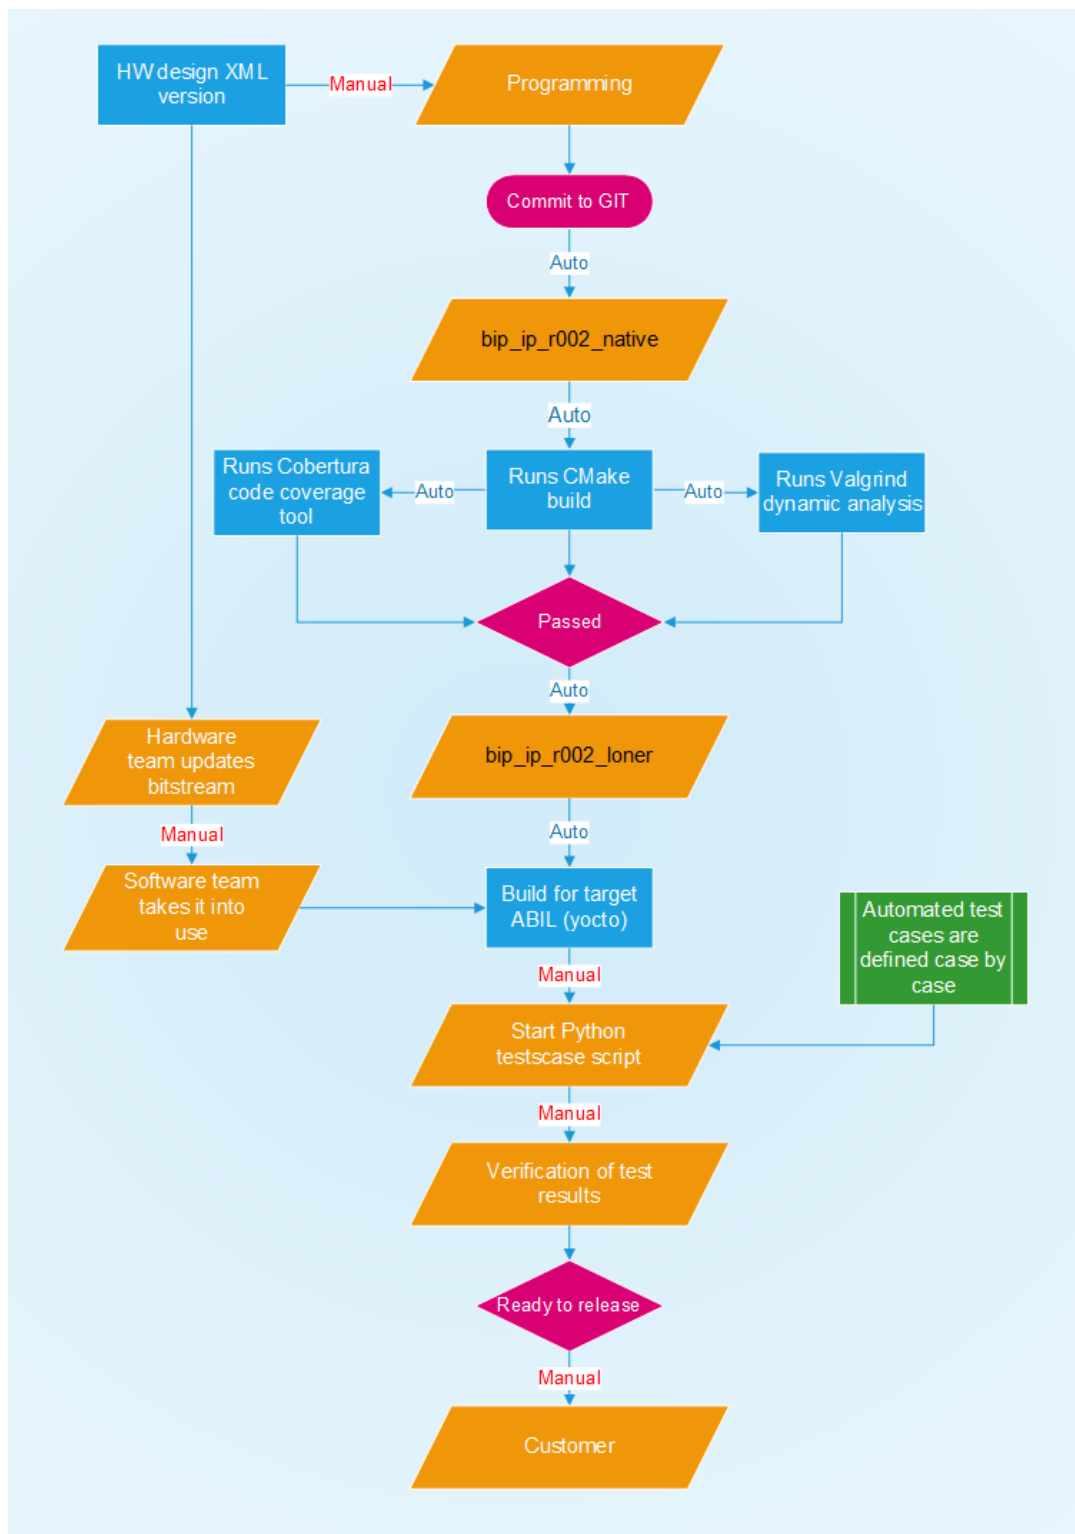 HW design XML
version
Manual
Programming
Commit to GIT
Auto
bip_ip_r002_native
Auto
Runs Cobertura
code coverage
tool
Auto
Runs CMake
build
Auto
Runs Valgrind
dynamic analysis
Passed
Auto
Hardware
team updates
bitstream
bip_ip_r002_loner
Manual
Auto
Software team
takes it into
use
Build for target
ABIL (yocto)
Automated test
cases are
defined case by
case
Manual
Start Python
testscase script
Manual
Verification of test
results
Ready to release
Manual
Customer